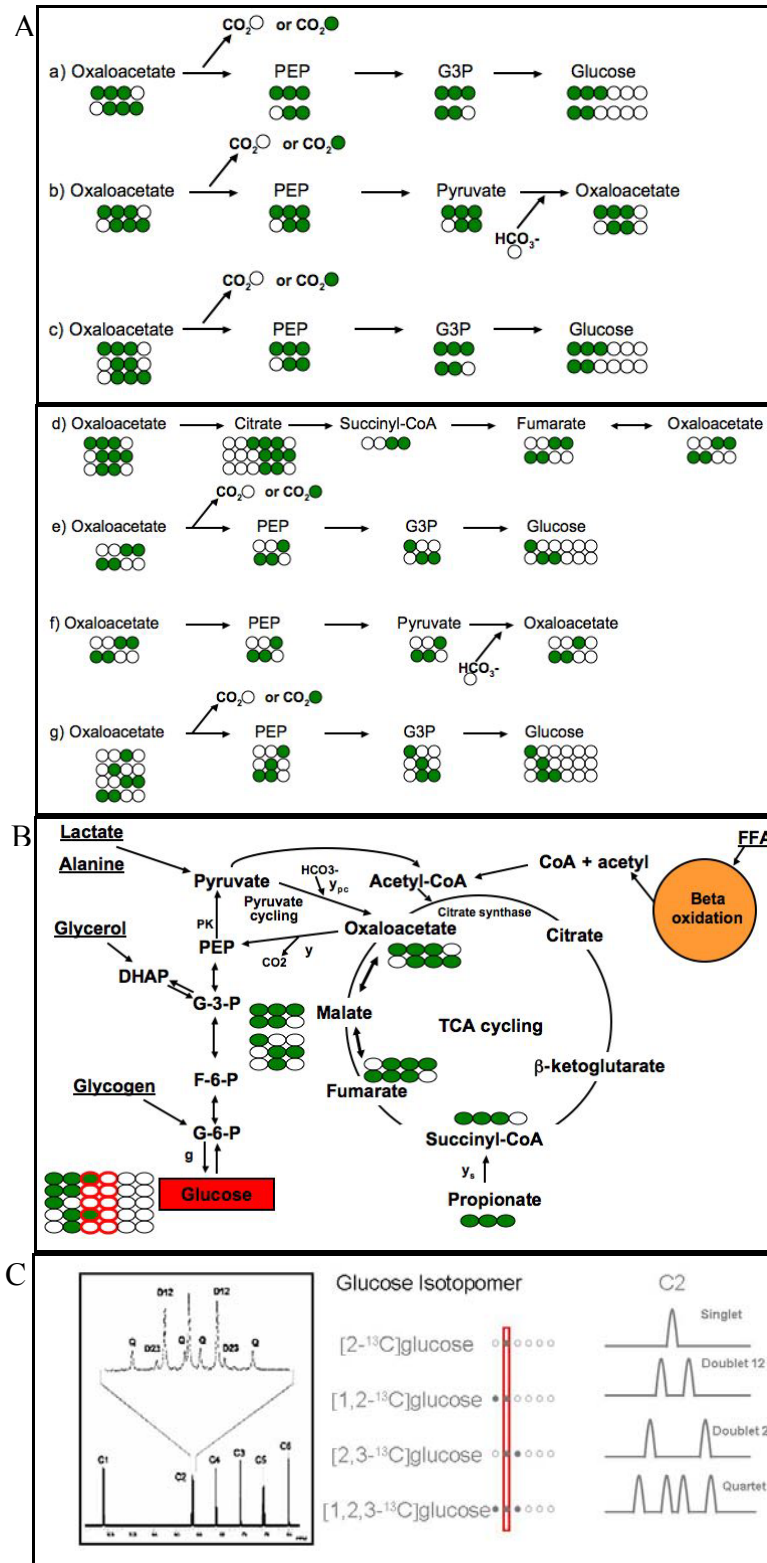 A
CO2 or CO2
a) Oxaloacetate PEP G3P Glucose
CO2 or CO2
b) Oxaloacetate PEP Pyruvate Oxaloacetate
HCO3-
CO2 or CO2
c) Oxaloacetate PEP G3P Glucose
d) Oxaloacetate Citrate Succinyl-CoA Fumarate Oxaloacetate
CO2 or CO2
e) Oxaloacetate PEP G3P Glucose
f) Oxaloacetate PEP Pyruvate Oxaloacetate
HCO3-
CO2 or CO2
g) Oxaloacetate PEP G3P Glucose
B
Lactate
Alanine
Pyruvate
HCO3-
ypc
Pyruvate
cycling
Acetyl-CoA
CoA + acetyl
FFA
Beta
oxidation
Citrate synthase
Oxaloacetate
Citrate
PK
PEP
CO2
y
Glycerol
DHAP
G-3-P
Malate
TCA cycling
F-6-P
Fumarate
β-ketoglutarate
Glycogen
G-6-P
g
Glucose
Succinyl-CoA
ys
Propionate
C
D12 D12
Q D23 Q Q D23 Q
C1 C2 C4 C3 C5 C6
Glucose Isotopomer C2
[2-13C]glucose Singlet
[1,2-13C]glucose Doublet 12
[2,3-13C]glucose Doublet 2
[1,2,3-13C]glucose Quartet